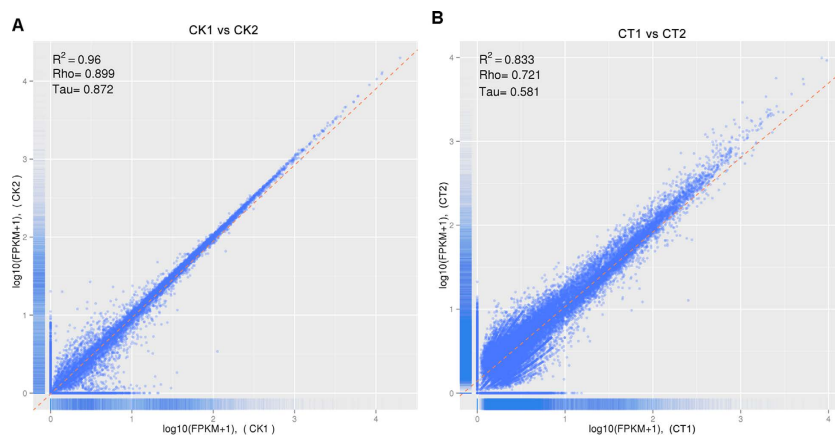 A
CK1 vs CK2
R² = 0.96
Rho= 0.899
Tau= 0.872
4
3
2
1
0
log10(FPKM+1), ( CK2 )
0 1 2 3 4
log10(FPKM+1), ( CK1 )
B
CT1 vs CT2
R² = 0.833
Rho= 0.721
Tau= 0.581
4
3
2
1
0
log10(FPKM+1), (CT2)
0 1 2 3 4
log10(FPKM+1), (CT1)